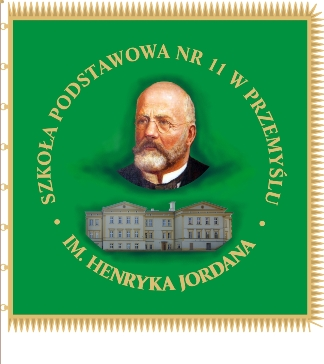 SZKOŁA PODSTAWOWA NR 11 W PRZEMYŚLU
• IM. HENRYKA JORDANA •